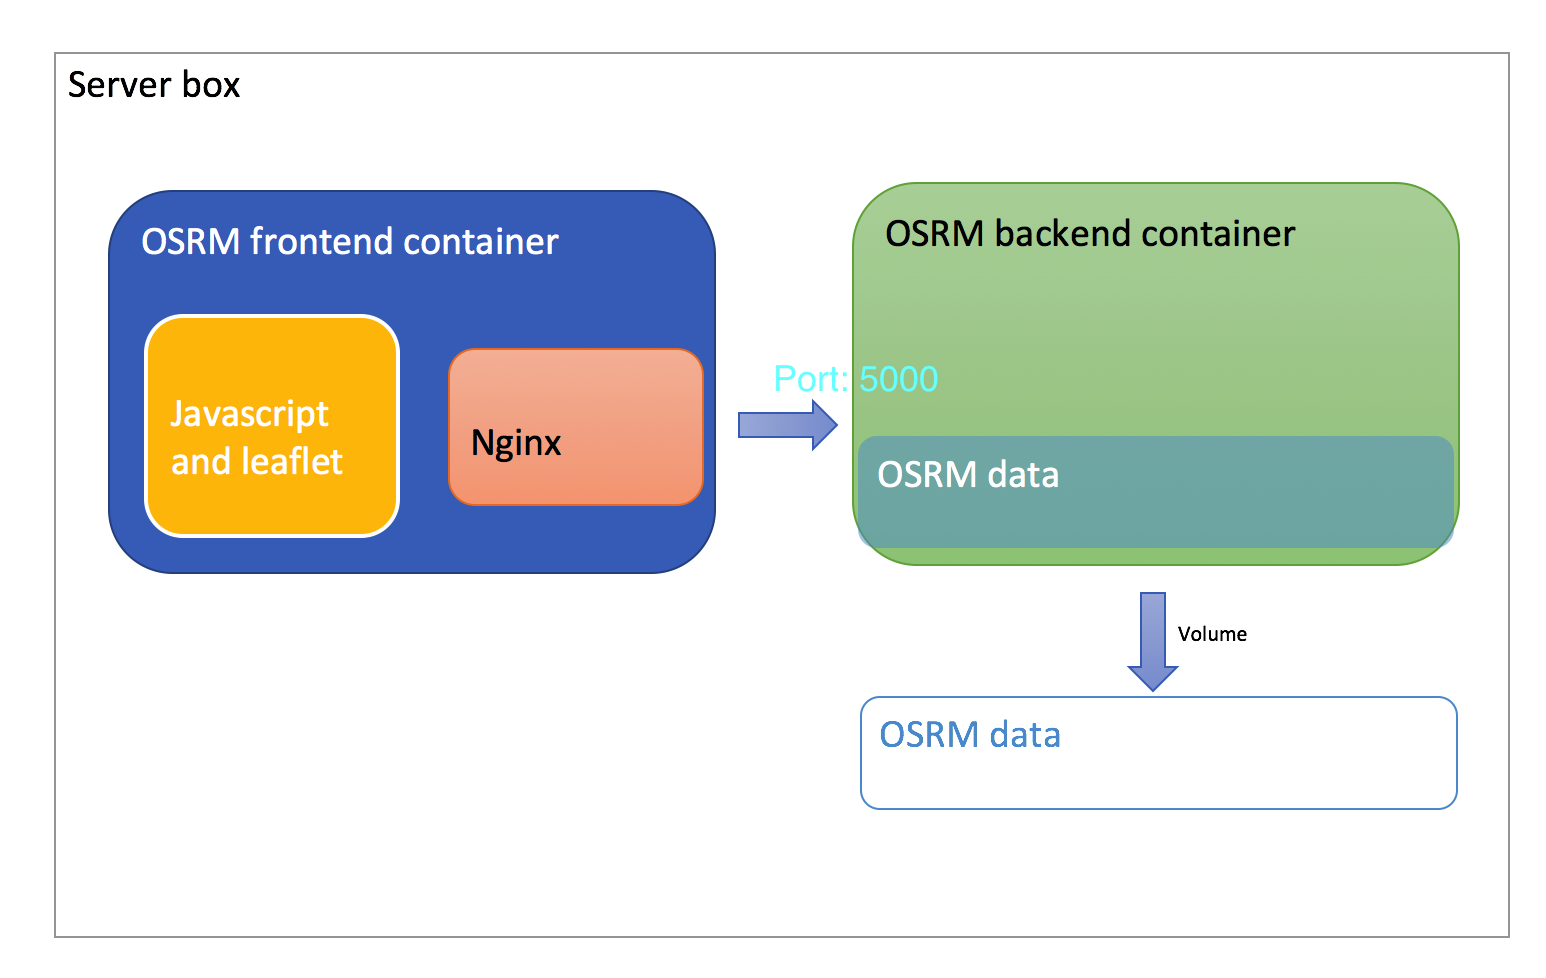 Server box
OSRM frontend container
Javascript
and leaflet
Nginx
Port: 5000
OSRM backend container
OSRM data
Volume
OSRM data